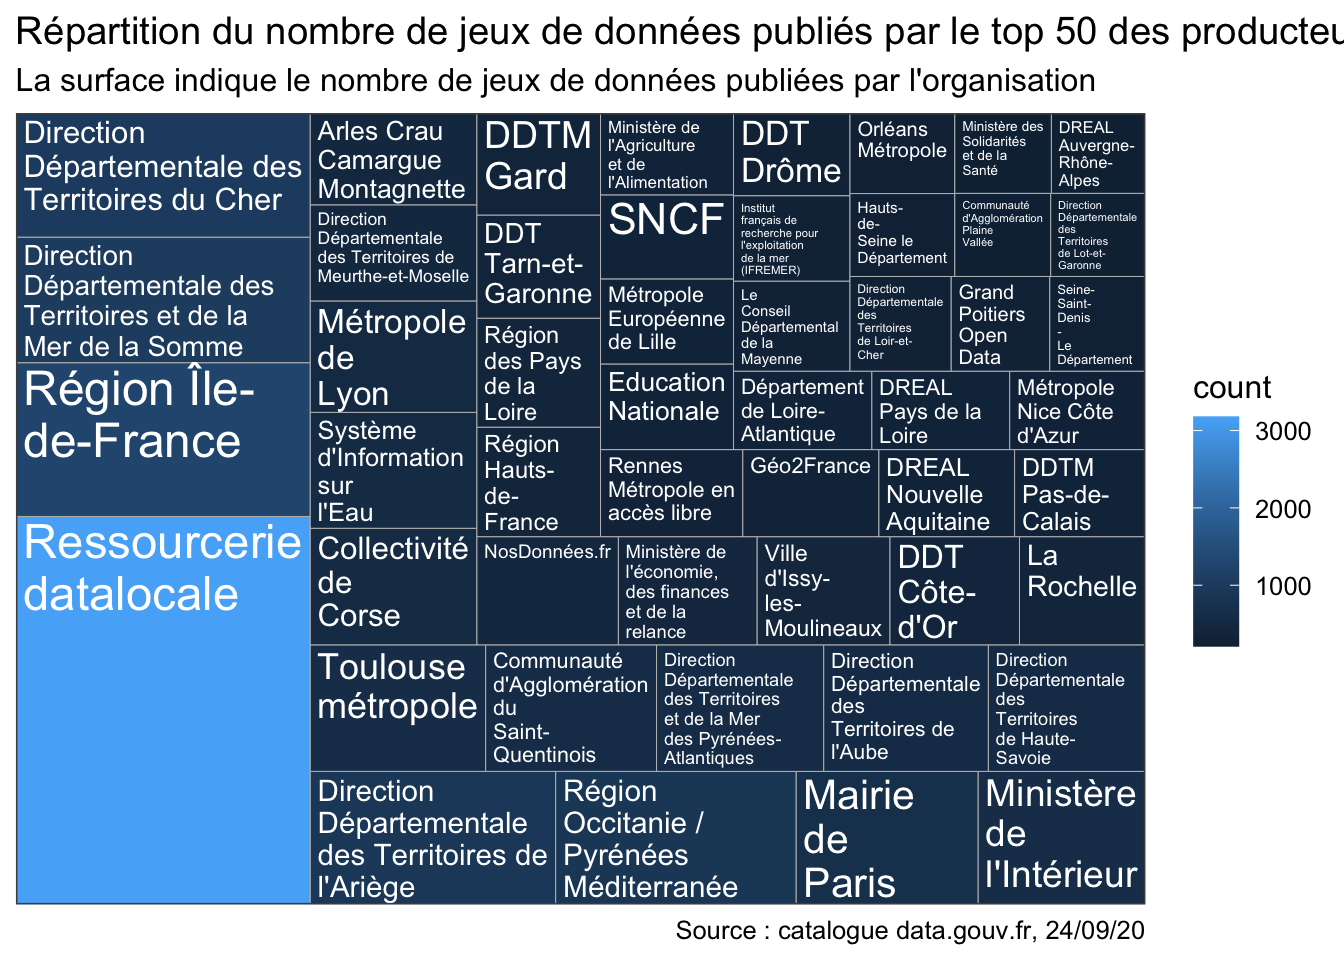 Répartition du nombre de jeux de données publiés par le top 50 des producteu
La surface indique le nombre de jeux de données publiées par l'organisation
Direction
Départementale des
Territoires du Cher
Direction
Départementale des
Territoires et de la
Mer de la Somme
Région Île-
de-France
Ressourcerie
datalocale
Arles Crau
Camargue
Montagnette
Direction
Départementale
des Territoires de
Meurthe-et-Moselle
Métropole
de
Lyon
Système
d'Information
sur
l'Eau
Collectivité
de
Corse
DDTM
Gard
DDT
Tarn-et-
Garonne
Région
des Pays
de la
Loire
Région
Hauts-
de-
France
Ministère de
l'Agriculture
et de
l'Alimentation
SNCF
Métropole
Européenne
de Lille
Education
Nationale
DDT
Drôme
Institut
français de
recherche pour
l'exploitation
de la mer
(IFREMER)
Le
Conseil
Départemental
de la
Mayenne
Orléans
Métropole
Ministère des
Solidarités
et de la
Santé
DREAL
Auvergne-
Rhône-
Alpes
Hauts-
de-
Seine le
Département
Communauté
d'Agglomération
Plaine
Vallée
Direction
Départementale
des
Territoires
de Lot-et-
Garonne
Direction
Départementale
des
Territoires
de Loir-et-
Cher
Grand
Poitiers
Open
Data
Seine-
Saint-
Denis
-
Le
Département
Département
de Loire-
Atlantique
DREAL
Pays de la
Loire
Métropole
Nice Côte
d'Azur
Rennes
Métropole en
accès libre
Géo2France
DREAL
Nouvelle
Aquitaine
DDTM
Pas-de-
Calais
NosDonnées.fr
Ministère de
l'économie,
des finances
et de la
relance
Ville
d'Issy-
les-
Moulineaux
DDT
Côte-
d'Or
La
Rochelle
Toulouse
métropole
Communauté
d'Agglomération
du
Saint-
Quentinois
Direction
Départementale
des Territoires
et de la Mer
des Pyrénées-
Atlantiques
Direction
Départementale
des
Territoires de
l'Aube
Direction
Départementale
des
Territoires
de Haute-
Savoie
Direction
Départementale
des Territoires de
l'Ariège
Région
Occitanie /
Pyrénées
Méditerranée
Mairie
de
Paris
Ministère
de
l'Intérieur
count
3000
2000
1000
Source : catalogue data.gouv.fr, 24/09/20